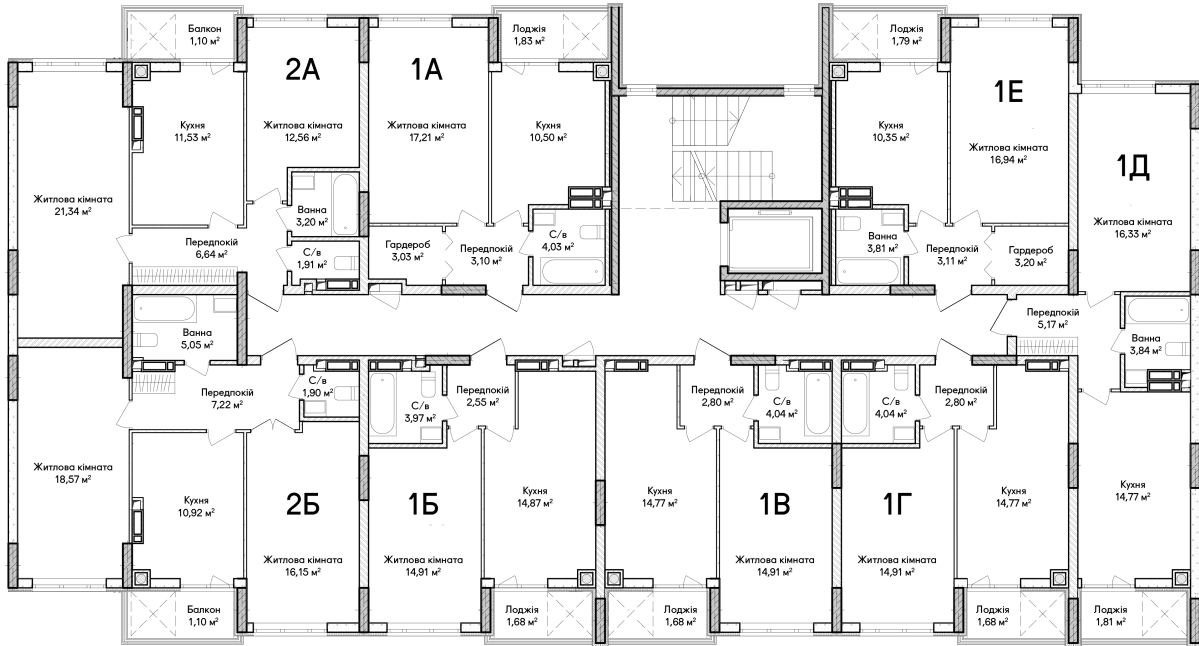 Балкон
1,10 м²
Лоджія
1,83 м²
Лоджія
1,79 м²
2А
1А
1Е
Кухня
11,53 м²
Житлова кімната
12,56 м²
Житлова кімната
17,21 м²
Кухня
10,50 м²
Кухня
10,35 м²
Житлова кімната
16,94 м²
1Д
Житлова кімната
21,34 м²
Ванна
3,20 м²
Житлова кімната
16,33 м²
Передпокій
6,64 м²
С/в
1,91 м²
Гардероб
3,03 м²
Передпокій
3,10 м²
С/в
4,03 м²
Ванна
3,81 м²
Передпокій
3,11 м²
Гардероб
3,20 м²
Ванна
5,05 м²
Передпокій
5,17 м²
Ванна
3,84 м²
Передпокій
7,22 м²
С/в
1,90 м²
С/в
3,97 м²
Передпокій
2,55 м²
Передпокій
2,80 м²
С/в
4,04 м²
С/в
4,04 м²
Передпокій
2,80 м²
Житлова кімната
18,57 м²
Кухня
10,92 м²
2Б
1Б
Кухня
14,87 м²
Кухня
14,77 м²
1В
1Г
Кухня
14,77 м²
Кухня
14,77 м²
Житлова кімната
16,15 м²
Житлова кімната
14,91 м²
Житлова кімната
14,91 м²
Житлова кімната
14,91 м²
Балкон
1,10 м²
Лоджія
1,68 м²
Лоджія
1,68 м²
Лоджія
1,68 м²
Лоджія
1,81 м²